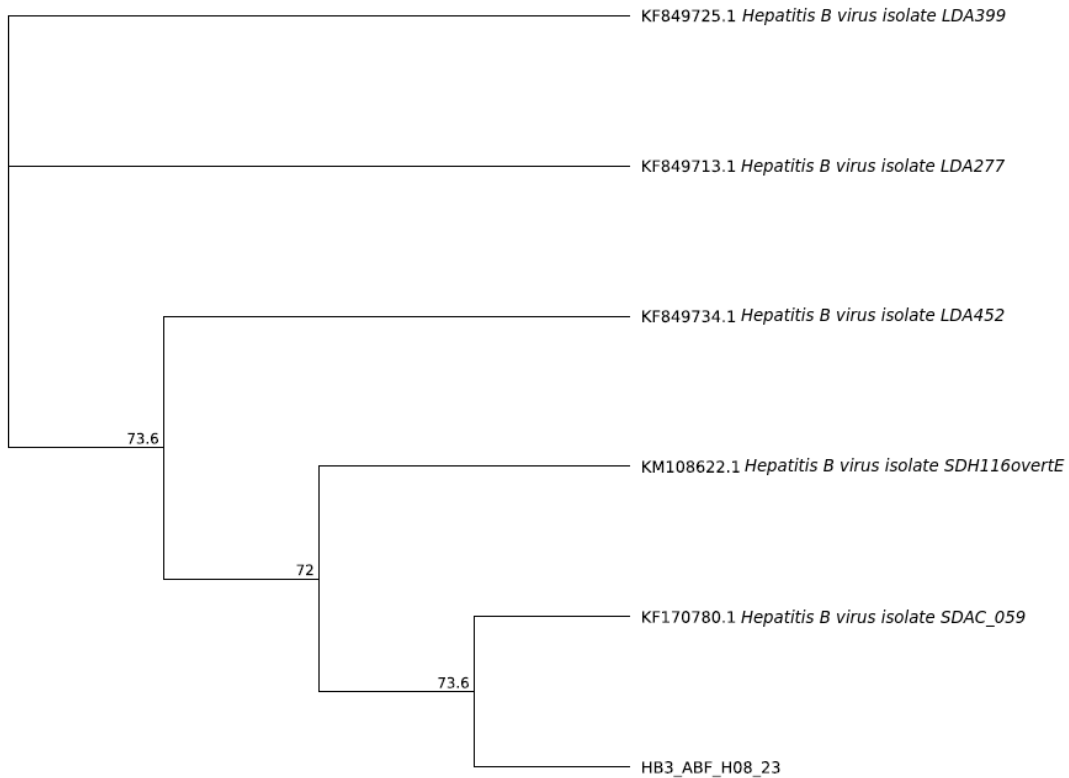 KF849725.1 Hepatitis B virus isolate LDA399
KF849713.1 Hepatitis B virus isolate LDA277
KF849734.1 Hepatitis B virus isolate LDA452
73.6
KM108622.1 Hepatitis B virus isolate SDH116overtE
72
KF170780.1 Hepatitis B virus isolate SDAC_059
73.6
HB3_ABF_H08_23